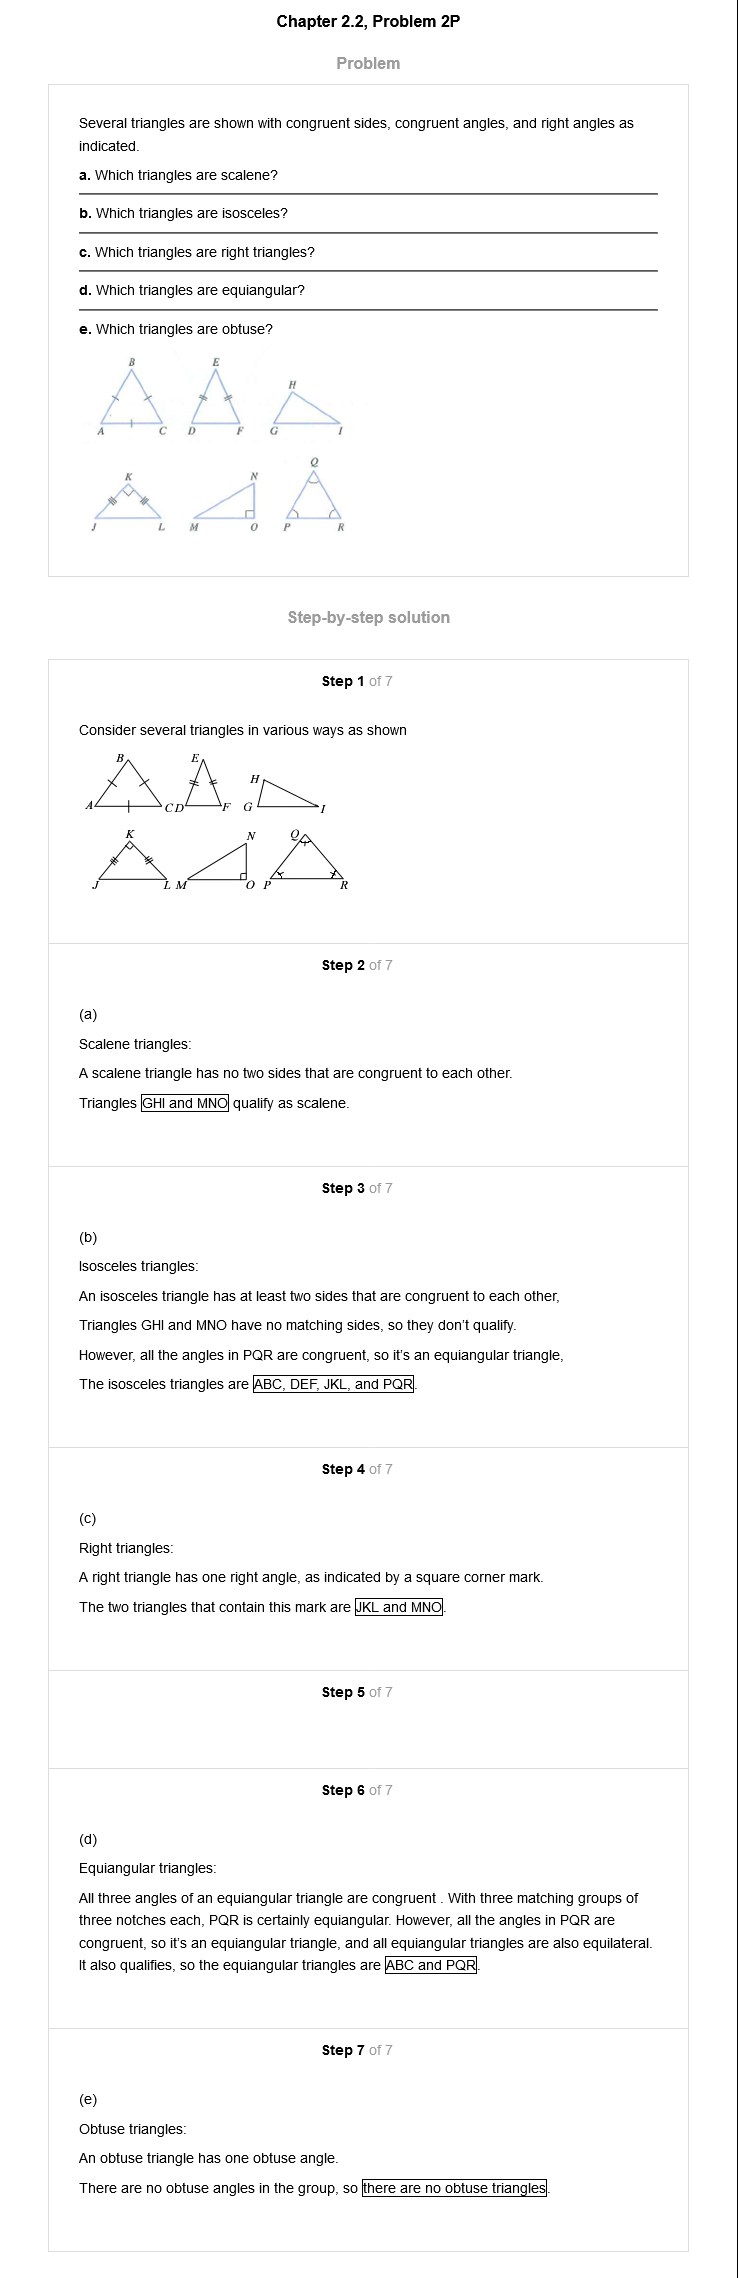 Chapter 2.2, Problem 2P
Problem
Several triangles are shown with congruent sides, congruent angles, and right angles as
indicated.
a. Which triangles are scalene?
b. Which triangles are isosceles?
c. Which triangles are right triangles?
d. Which triangles are equiangular?
e. Which triangles are obtuse?
B E
H
A C D F G I
Q
K N
J L M O P R
Step-by-step solution
Step 1 of 7
Consider several triangles in various ways as shown
B E
H
A C D F G I
K N Q
J L M O P R
Step 2 of 7
(a)
Scalene triangles:
A scalene triangle has no two sides that are congruent to each other.
Triangles GHI and MNO qualify as scalene.
Step 3 of 7
(b)
Isosceles triangles:
An isosceles triangle has at least two sides that are congruent to each other,
Triangles GHI and MNO have no matching sides, so they don’t qualify.
However, all the angles in PQR are congruent, so it’s an equiangular triangle,
The isosceles triangles are ABC, DEF, JKL, and PQR.
Step 4 of 7
(c)
Right triangles:
A right triangle has one right angle, as indicated by a square corner mark.
The two triangles that contain this mark are JKL and MNO.
Step 5 of 7
Step 6 of 7
(d)
Equiangular triangles:
All three angles of an equiangular triangle are congruent . With three matching groups of
three notches each, PQR is certainly equiangular. However, all the angles in PQR are
congruent, so it’s an equiangular triangle, and all equiangular triangles are also equilateral.
It also qualifies, so the equiangular triangles are ABC and PQR.
Step 7 of 7
(e)
Obtuse triangles:
An obtuse triangle has one obtuse angle.
There are no obtuse angles in the group, so there are no obtuse triangles.